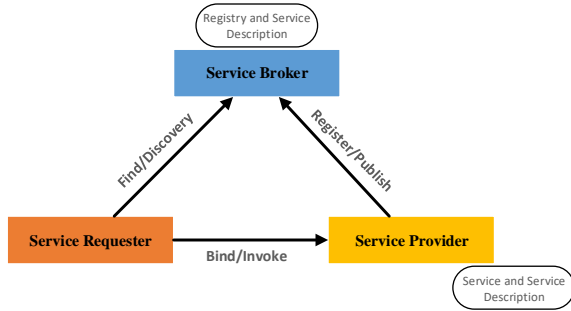 Registry and Service
Description
Service Broker
Find/Discovery
Register/Publish
Service Requester
Service Provider
Bind/Invoke
Service and Service
Description